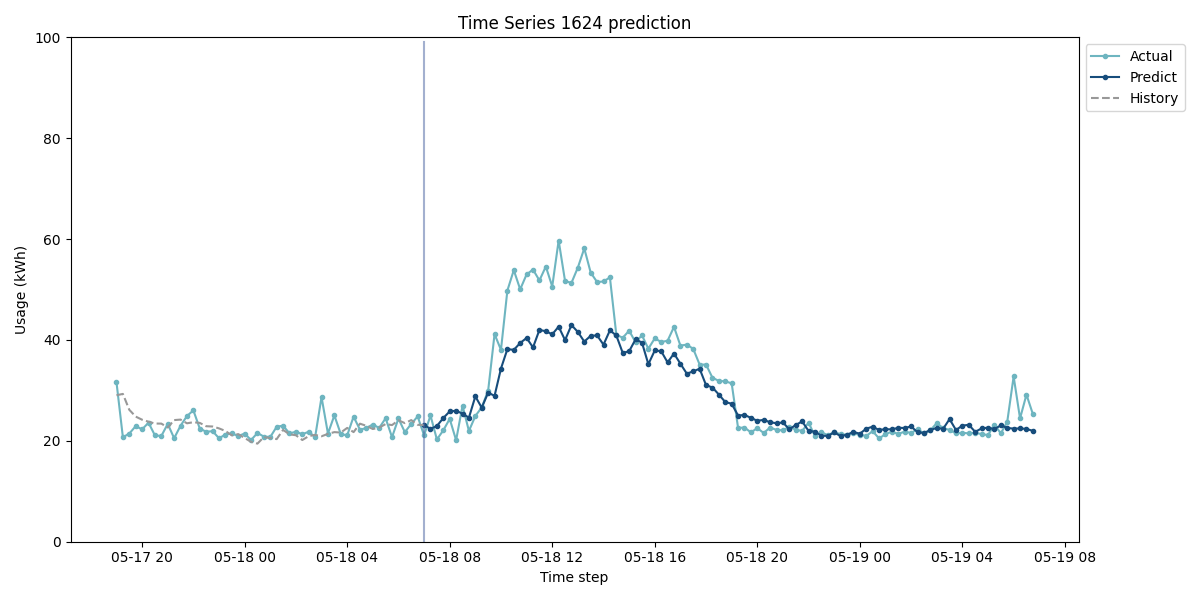 Time Series 1624 prediction
100
80
60
40
20
0
Usage (kWh)
05-17 20
05-18 00
05-18 04
05-18 08
05-18 12
05-18 16
05-18 20
05-19 00
05-19 04
05-19 08
Time step
Actual
Predict
History